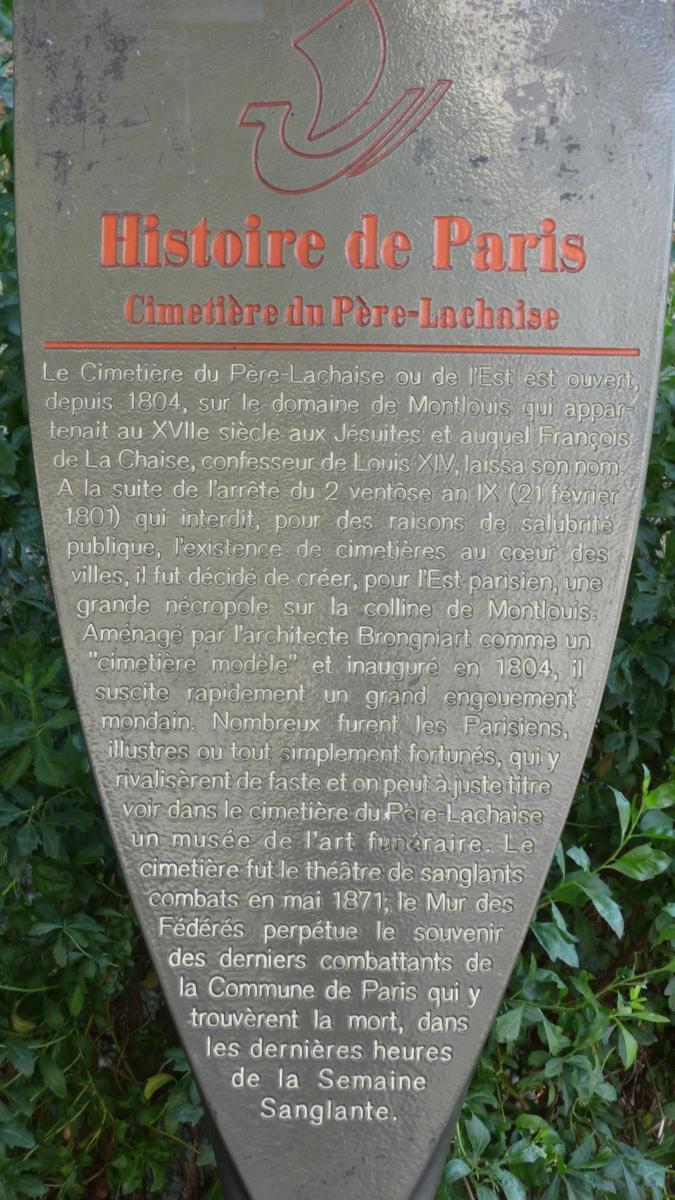 Histoire de Paris
Cimetière du Père-Lachaise
Le Cimetière du Père-Lachaise ou de l'Est est ouvert,
depuis 1804, sur le domaine de Montlouis qui appar-
tenait au XVIIe siècle aux Jésuites et auquel François
de La Chaise, confesseur de Louis XIV, laissa son nom.
A la suite de l'arrêté du 2 ventôse an IX (21 février
1801) qui interdit, pour des raisons de salubrité
publique, l'existence de cimetières au cœur des
villes, il fut décidé de créer, pour l'Est parisien, une
grande nécropole sur la colline de Montlouis.
Aménagé par l'architecte Brongniart comme un
"cimetière modèle" et inauguré en 1804, il
suscite rapidement un grand engouement
mondain. Nombreux furent les Parisiens,
illustres ou tout simplement fortunés, qui y
rivalisèrent de faste et on peut à juste titre
voir dans le cimetière du Père-Lachaise
un musée de l'art funéraire. Le
cimetière fut le théâtre de sanglants
combats en mai 1871; le Mur des
Fédérés perpétue le souvenir
des derniers combattants de
la Commune de Paris qui y
trouvèrent la mort, dans
les dernières heures
de la Semaine
Sanglante.